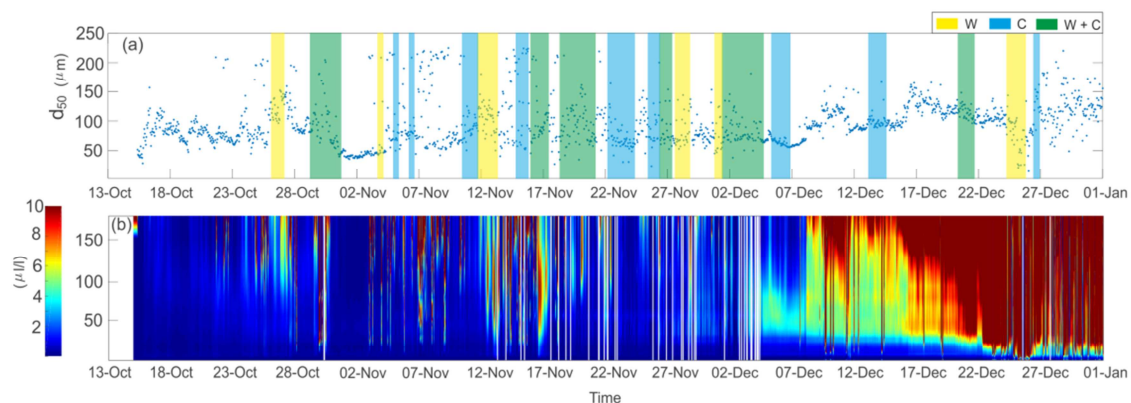 W C W + C
(a)
250
200
150
100
50
d50 (μm)
13-Oct 18-Oct 23-Oct 28-Oct 02-Nov 07-Nov 12-Nov 17-Nov 22-Nov 27-Nov 02-Dec 07-Dec 12-Dec 17-Dec 22-Dec 27-Dec 01-Jan
(b)
10
8
6
4
2
(μl/l)
150
100
50
13-Oct 18-Oct 23-Oct 28-Oct 02-Nov 07-Nov 12-Nov 17-Nov 22-Nov 27-Nov 02-Dec 07-Dec 12-Dec 17-Dec 22-Dec 27-Dec 01-Jan
Time